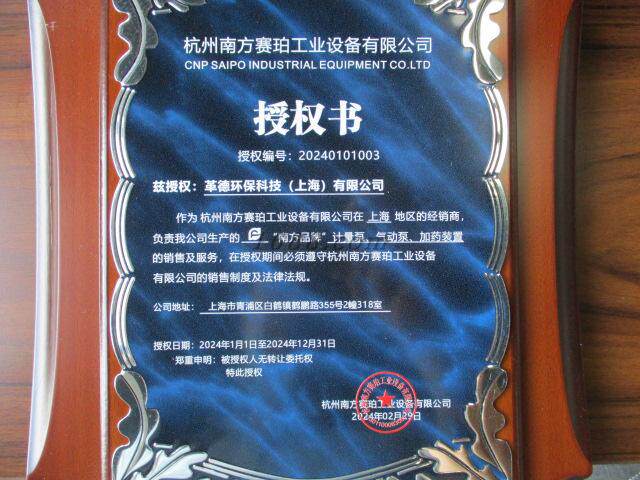 杭州南方赛珀工业设备有限公司
CNP SAIPO INDUSTRIAL EQUIPMENT CO.LTD
授权书
授权编号：20240101003
兹授权：革德环保科技（上海）有限公司
作为 杭州南方赛珀工业设备有限公司在 上海 地区的经销商，
负责我公司生产的 “南方品牌”计量泵、气动泵、加药装置
的销售及服务，在授权期间必须遵守杭州南方赛珀工业设备
有限公司的销售制度及法律法规。
公司地址：上海市青浦区白鹤镇鹤鹏路355号2幢318室
授权日期：2024年1月1日至2024年12月31日
郑重申明：被授权人无转让委托权
特此授权
杭州南方赛珀工业设备有限公司
2024年02月29日